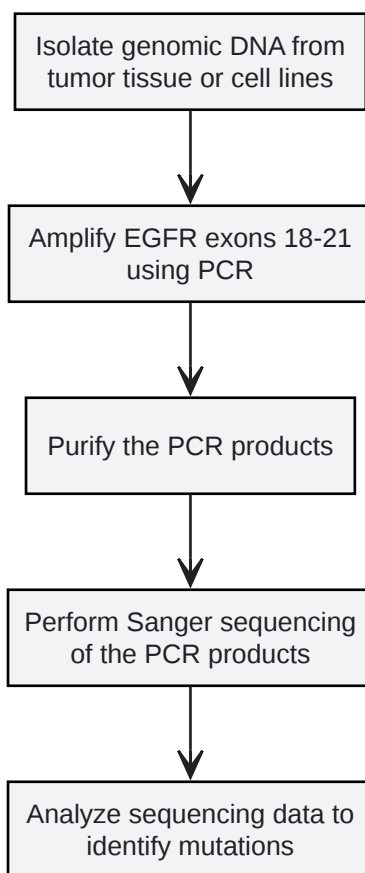 Isolate genomic DNA from
tumor tissue or cell lines
Amplify EGFR exons 18-21
using PCR
Purify the PCR products
Perform Sanger sequencing
of the PCR products
Analyze sequencing data to
identify mutations